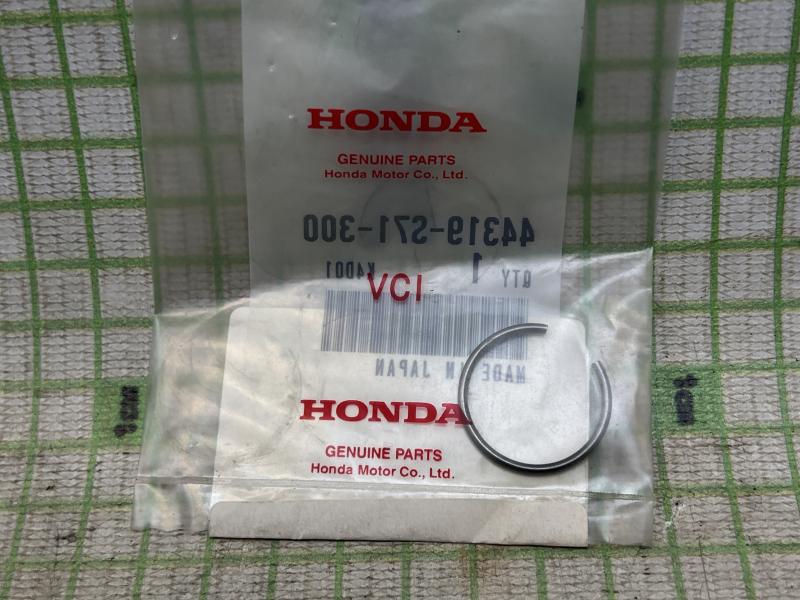 HONDA
GENUINE PARTS
Honda Motor Co., Ltd.
44319-S71-300
QTY 1 K4D01
VCI
MADE IN JAPAN
HONDA
GENUINE PARTS
Honda Motor Co., Ltd.